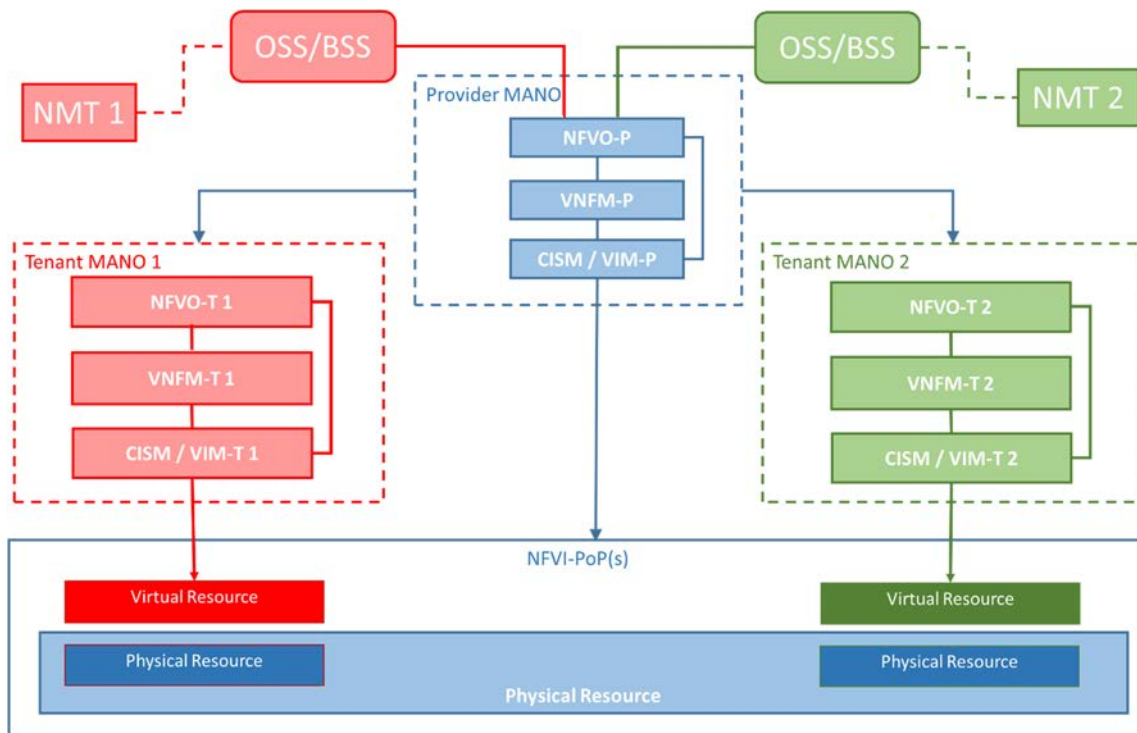 OSS/BSS
OSS/BSS
NMT 1
NMT 2
Provider MANO
NFVO-P
VNFM-P
CISM / VIM-P
Tenant MANO 1
NFVO-T 1
VNFM-T 1
CISM / VIM-T 1
Tenant MANO 2
NFVO-T 2
VNFM-T 2
CISM / VIM-T 2
NFVI-PoP(s)
Virtual Resource
Virtual Resource
Physical Resource
Physical Resource
Physical Resource